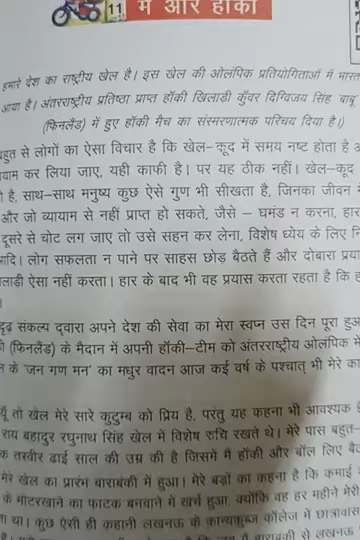 11 मैं और हॉकी
हमारे देश का राष्ट्रीय खेल है। इस खेल की ओलंपिक प्रतियोगिताओं में भारत
आया है। अंतरराष्ट्रीय प्रतिष्ठा प्राप्त हॉकी खिलाड़ी कुँवर दिग्विजय सिंह 'बाबू'
(फिनलैंड) में हुए हॉकी मैच का संस्मरणात्मक परिचय दिया है।)
बहुत से लोगों का ऐसा विचार है कि खेल-कूद में समय नष्ट होता है
कर लिया जाए, यही काफी है। पर यह ठीक नहीं। खेल-कूद
है, साथ-साथ मनुष्य कुछ ऐसे गुण भी सीखता है, जिनका जीवन
और जो व्यायाम से नहीं प्राप्त हो सकते, जैसे – घमंड न करना, हार
दूसरे से चोट लग जाए तो उसे सहन कर लेना, विशेष ध्येय के लिए
लोग सफलता न पाने पर साहस छोड़ बैठते हैं और दोबारा
ऐसा नहीं करता। हार के बाद भी वह प्रयास करता रहता है कि
दृढ़ संकल्प द्वारा अपने देश की सेवा का मेरा स्वप्न उस दिन पूरा
(फिनलैंड) के मैदान में अपनी हॉकी-टीम को अंतरराष्ट्रीय ओलंपिक में
के 'जन गण मन' का मधुर वादन आज कई वर्ष के पश्चात् भी मेरे
यूँ तो खेल मेरे सारे कुटुम्ब को प्रिय है, परंतु यह कहना भी आवश्यक
राय बहादुर रघुनाथ सिंह खेल में विशेष रुचि रखते थे। मेरे पास बहुत-
तस्वीर ढाई साल की उम्र की है जिसमें मैं हॉकी और बॉल लिए
मेरे खेल का प्रारंभ बाराबंकी में हुआ। मेरे बड़ों का कहना है कि कमाई
के मोटरखाने का फाटक बनवाने में खर्च हुआ, क्योंकि वह हर महीने मेरी
था। कुछ ऐसी ही कहानी लखनऊ के कान्यकुब्ज कॉलेज में छात्रावास
बाराबंकी से लखनऊ